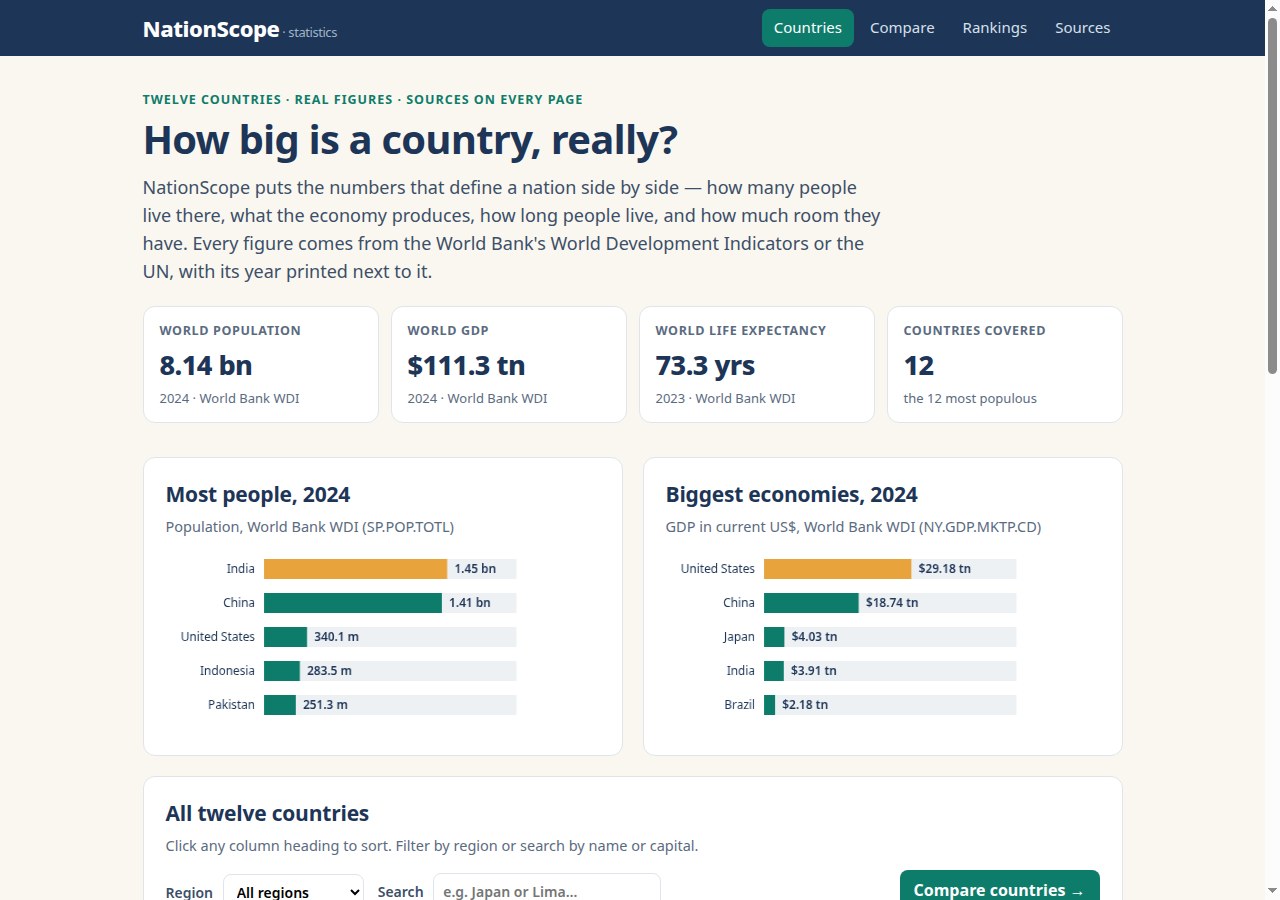 NationScope · statistics
Countries Compare Rankings Sources
TWELVE COUNTRIES · REAL FIGURES · SOURCES ON EVERY PAGE
How big is a country, really?
NationScope puts the numbers that define a nation side by side — how many people
live there, what the economy produces, how long people live, and how much room they
have. Every figure comes from the World Bank's World Development Indicators or the
UN, with its year printed next to it.
WORLD POPULATION
8.14 bn
2024 · World Bank WDI
WORLD GDP
$111.3 tn
2024 · World Bank WDI
WORLD LIFE EXPECTANCY
73.3 yrs
2023 · World Bank WDI
COUNTRIES COVERED
12
the 12 most populous
Most people, 2024
Population, World Bank WDI (SP.POP.TOTL)
India 1.45 bn
China 1.41 bn
United States 340.1 m
Indonesia 283.5 m
Pakistan 251.3 m
Biggest economies, 2024
GDP in current US$, World Bank WDI (NY.GDP.MKTP.CD)
United States $29.18 tn
China $18.74 tn
Japan $4.03 tn
India $3.91 tn
Brazil $2.18 tn
All twelve countries
Click any column heading to sort. Filter by region or search by name or capital.
Region All regions Search e.g. Japan or Lima... Compare countries →